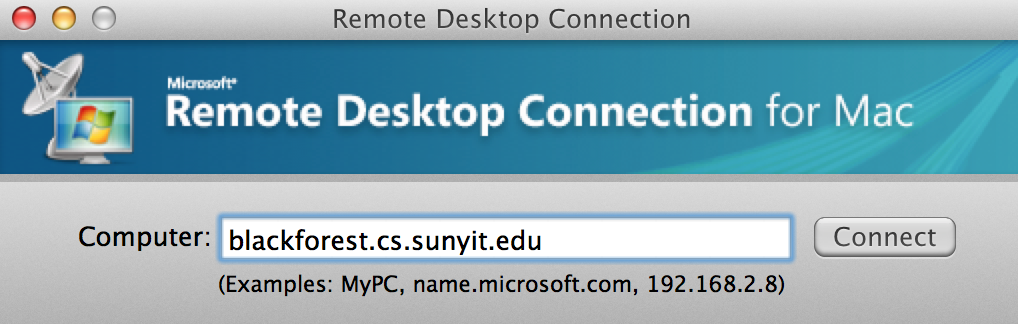 Remote Desktop Connection
Microsoft®
Remote Desktop Connection for Mac
Computer: blackforest.cs.sunyit.edu Connect
(Examples: MyPC, name.microsoft.com, 192.168.2.8)